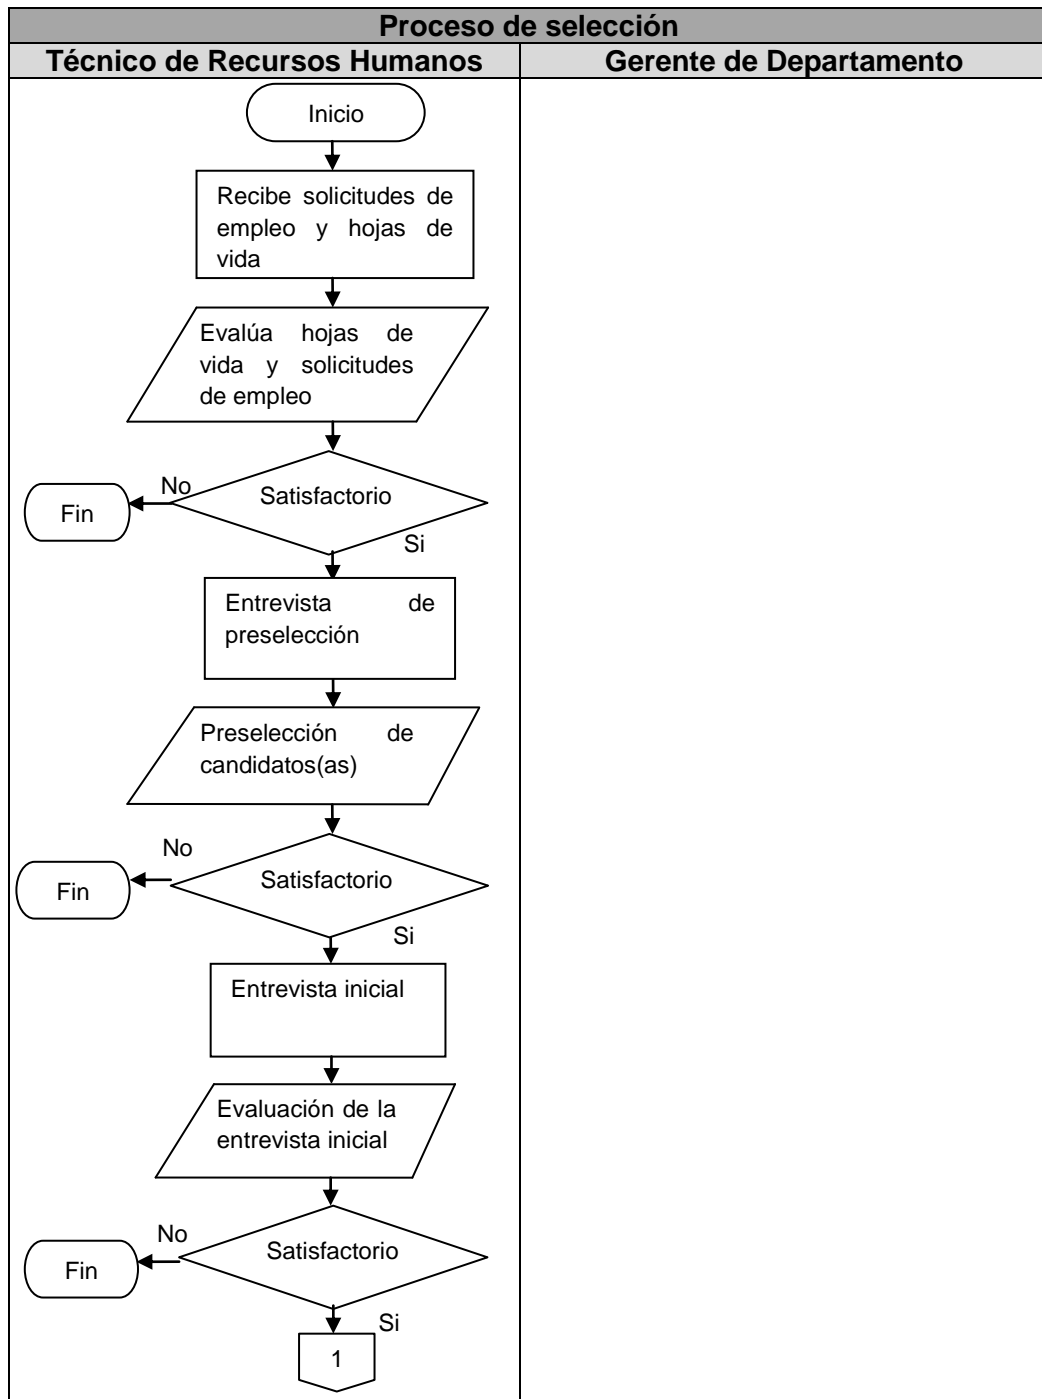 Proceso de selección
Técnico de Recursos Humanos
Gerente de Departamento
Inicio
Recibe solicitudes de
empleo y hojas de
vida
Evalúa hojas de
vida y solicitudes
de empleo
No
Satisfactorio
Fin
Si
Entrevista de
preselección
Preselección de
candidatos(as)
No
Satisfactorio
Fin
Si
Entrevista inicial
Evaluación de la
entrevista inicial
No
Satisfactorio
Fin
Si
1